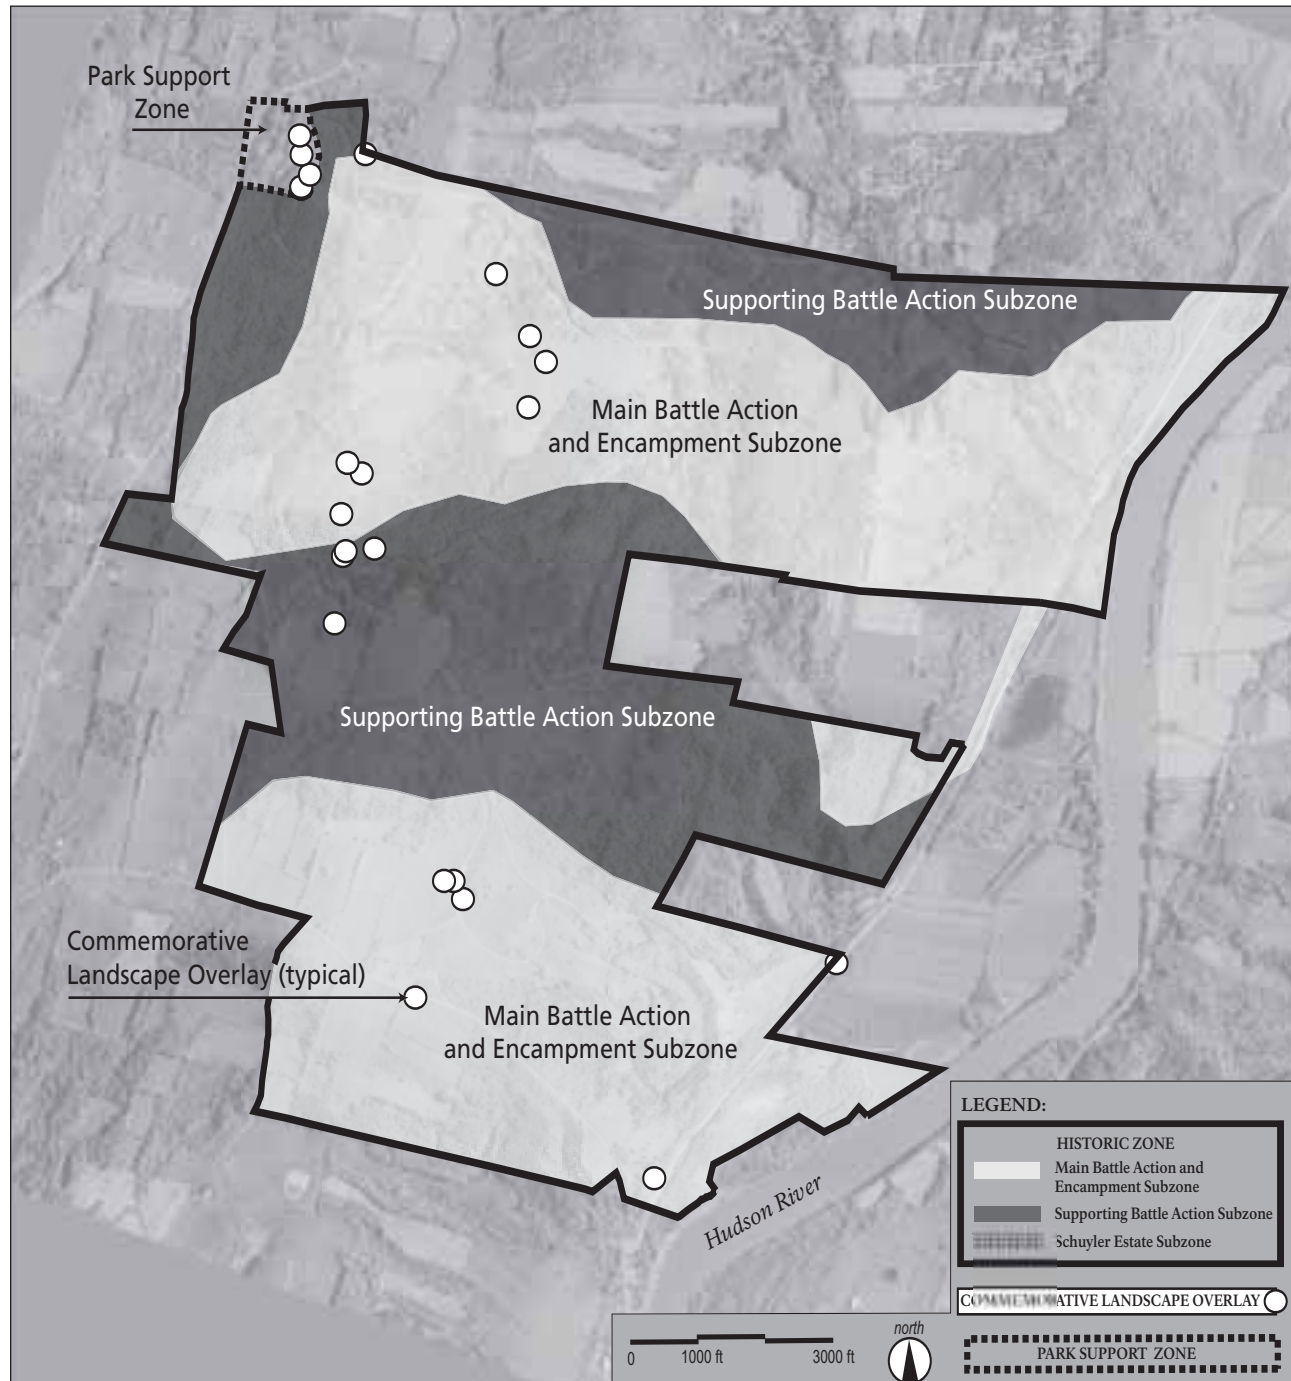 Park Support
Zone
Supporting Battle Action Subzone
Main Battle Action
and Encampment Subzone
Supporting Battle Action Subzone
Commemorative
Landscape Overlay (typical)
Main Battle Action
and Encampment Subzone
Hudson River
LEGEND:
HISTORIC ZONE
Main Battle Action and
Encampment Subzone
Supporting Battle Action Subzone
Schuyler Estate Subzone
COMMEMORATIVE LANDSCAPE OVERLAY
PARK SUPPORT ZONE
0 1000 ft 3000 ft
north